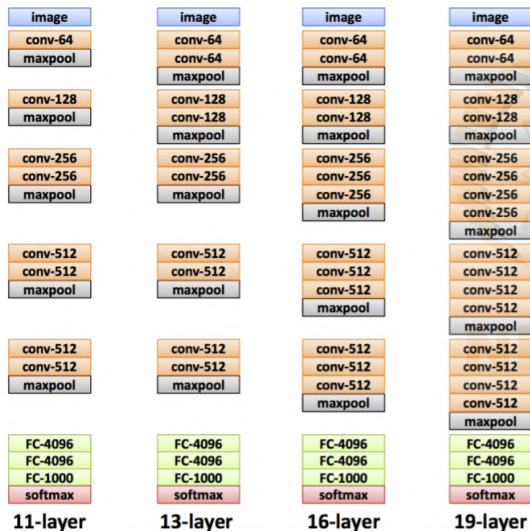 image
conv-64
maxpool
conv-128
maxpool
conv-256
conv-256
maxpool
conv-512
conv-512
maxpool
conv-512
conv-512
maxpool
FC-4096
FC-4096
FC-1000
softmax
11-layer
image
conv-64
conv-64
maxpool
conv-128
conv-128
maxpool
conv-256
conv-256
maxpool
conv-512
conv-512
maxpool
conv-512
conv-512
maxpool
FC-4096
FC-4096
FC-1000
softmax
13-layer
image
conv-64
conv-64
maxpool
conv-128
conv-128
maxpool
conv-256
conv-256
conv-256
maxpool
conv-512
conv-512
conv-512
maxpool
conv-512
conv-512
conv-512
maxpool
FC-4096
FC-4096
FC-1000
softmax
16-layer
image
conv-64
conv-64
maxpool
conv-128
conv-128
maxpool
conv-256
conv-256
conv-256
conv-256
maxpool
conv-512
conv-512
conv-512
conv-512
maxpool
conv-512
conv-512
conv-512
conv-512
maxpool
FC-4096
FC-4096
FC-1000
softmax
19-layer